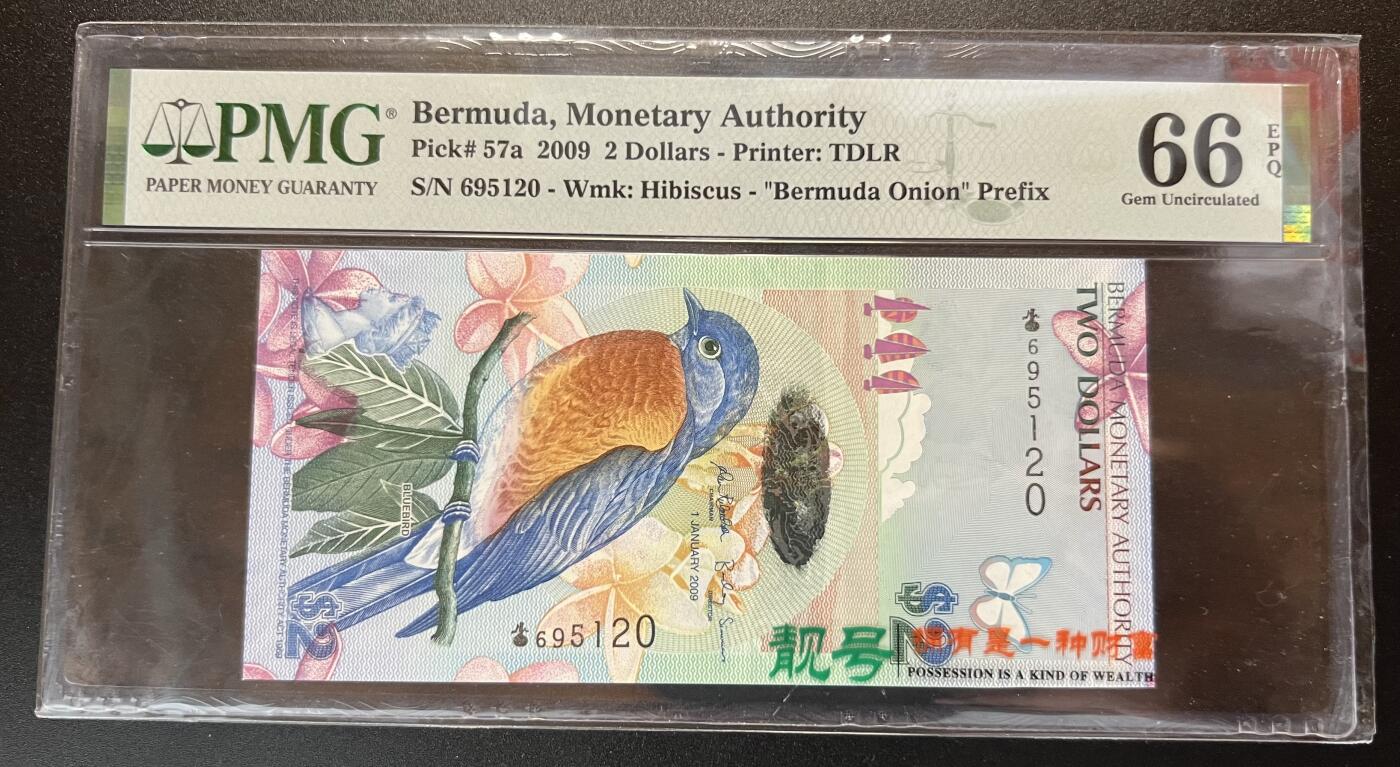 PMG®
PAPER MONEY GUARANTY
Bermuda, Monetary Authority
Pick# 57a 2009 2 Dollars - Printer: TDLR
S/N 695120 - Wmk: Hibiscus - "Bermuda Onion" Prefix
66
EPQ
Gem Uncirculated
BERMUDA MONETARY AUTHORITY
TWO DOLLARS
695120
BLUEBIRD
CHAIRMAN
DIRECTOR
1 JANUARY 2009
$2
695120
$2
靓号
拥有是一种财富
POSSESSION IS A KIND OF WEALTH